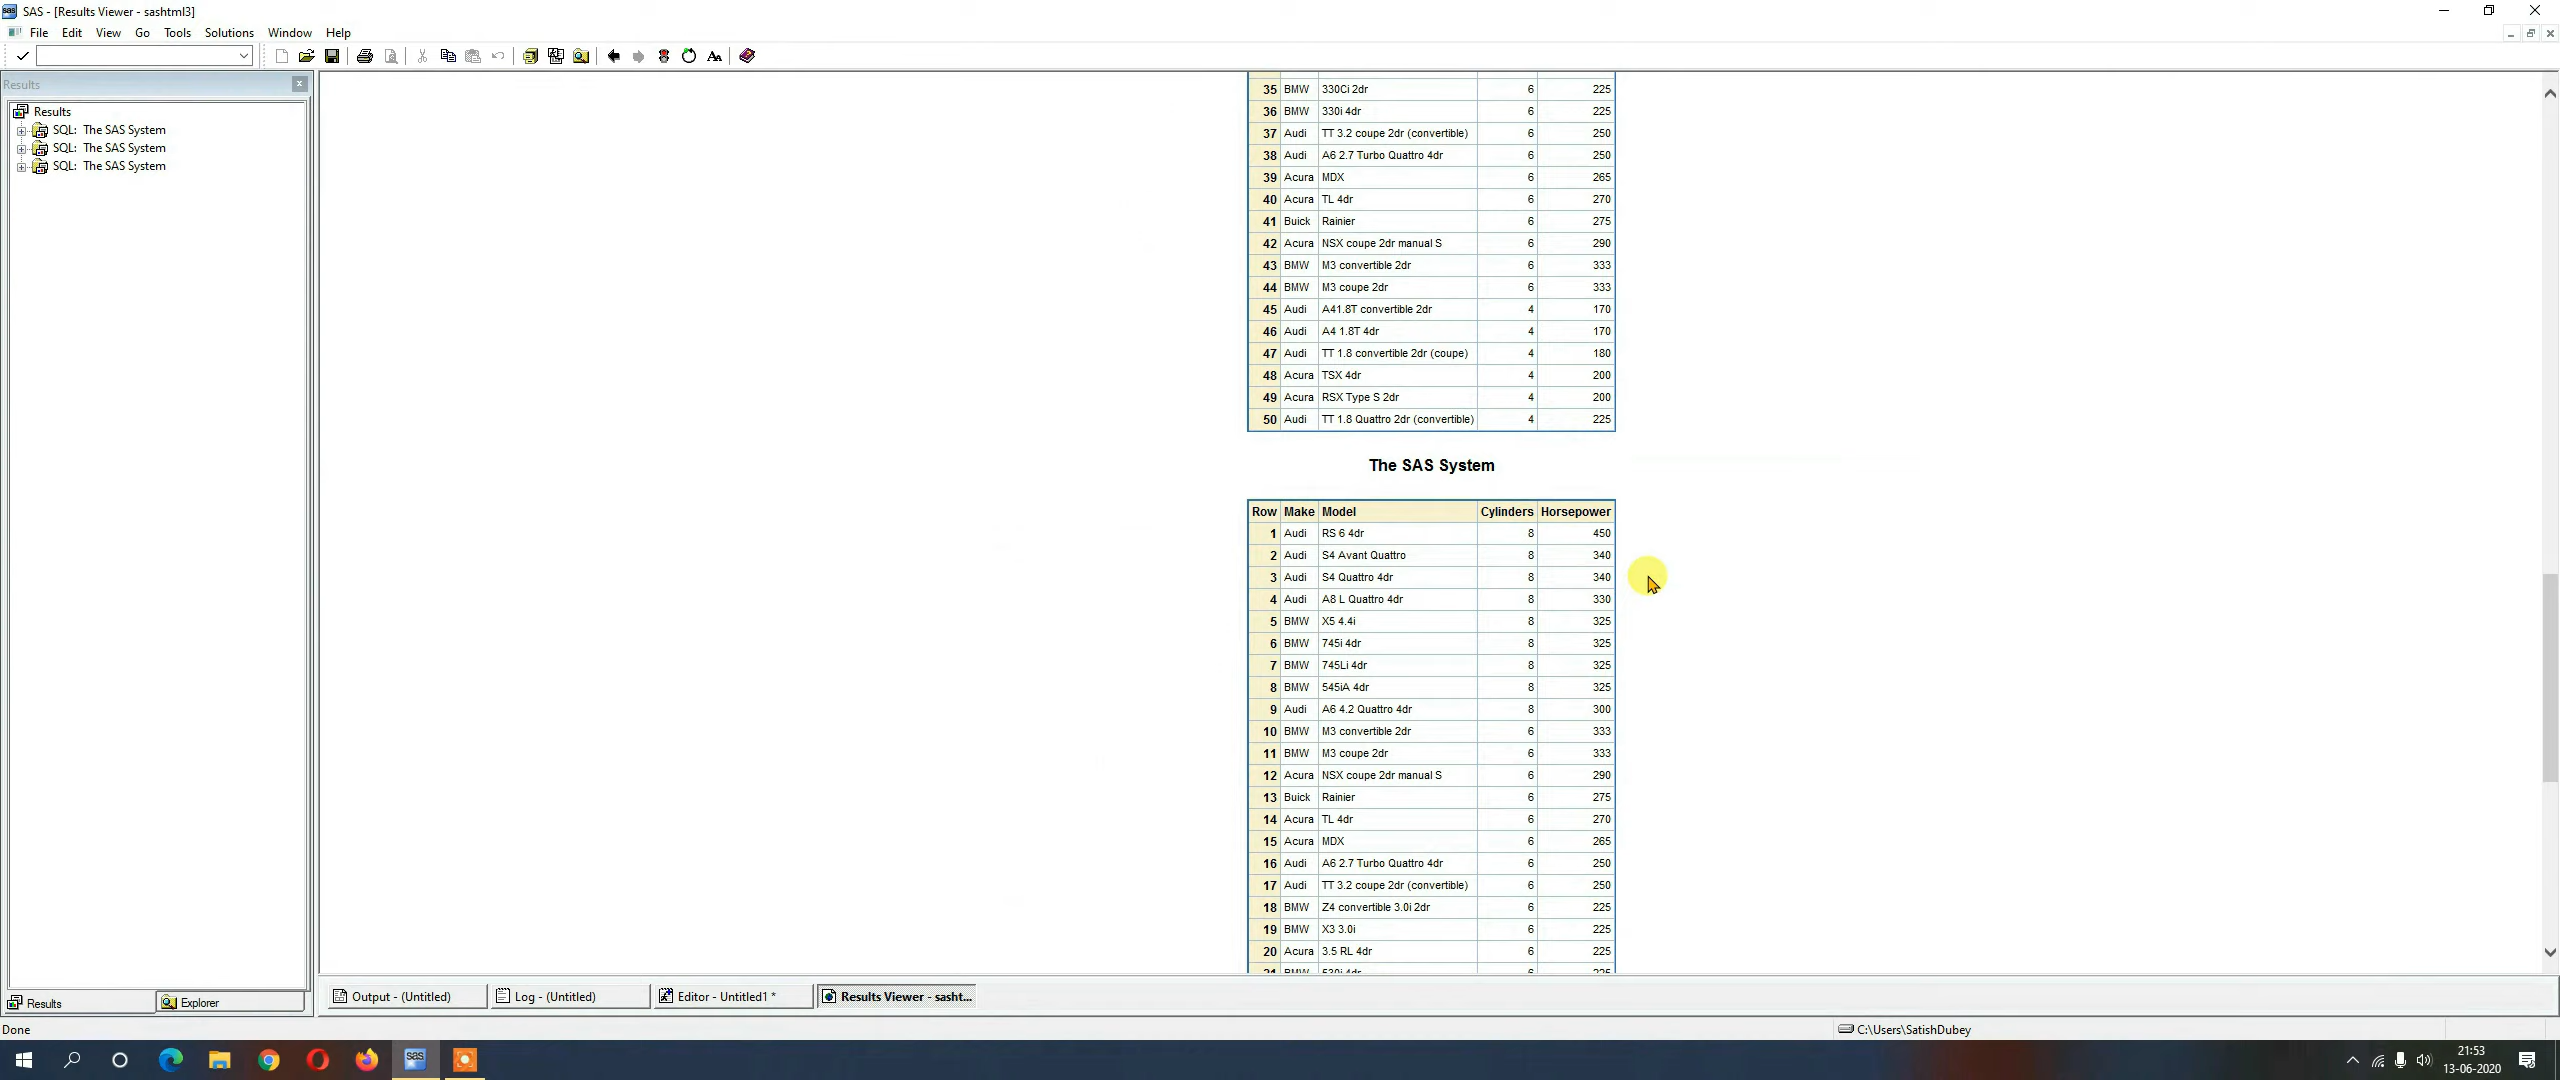 SAS - [Results Viewer - sashtml3]
File Edit View Go Tools Solutions Window Help
Results
Results
SQL: The SAS System
SQL: The SAS System
SQL: The SAS System
35 BMW 330Ci 2dr 6 225
36 BMW 330i 4dr 6 225
37 Audi TT 3.2 coupe 2dr (convertible) 6 250
38 Audi A6 2.7 Turbo Quattro 4dr 6 250
39 Acura MDX 6 265
40 Acura TL 4dr 6 270
41 Buick Rainier 6 275
42 Acura NSX coupe 2dr manual S 6 290
43 BMW M3 convertible 2dr 6 333
44 BMW M3 coupe 2dr 6 333
45 Audi A41.8T convertible 2dr 4 170
46 Audi A4 1.8T 4dr 4 170
47 Audi TT 1.8 convertible 2dr (coupe) 4 180
48 Acura TSX 4dr 4 200
49 Acura RSX Type S 2dr 4 200
50 Audi TT 1.8 Quattro 2dr (convertible) 4 225
The SAS System
Row Make Model Cylinders Horsepower
1 Audi RS 6 4dr 8 450
2 Audi S4 Avant Quattro 8 340
3 Audi S4 Quattro 4dr 8 340
4 Audi A8 L Quattro 4dr 8 330
5 BMW X5 4.4i 8 325
6 BMW 745i 4dr 8 325
7 BMW 745Li 4dr 8 325
8 BMW 545iA 4dr 8 325
9 Audi A6 4.2 Quattro 4dr 8 300
10 BMW M3 convertible 2dr 6 333
11 BMW M3 coupe 2dr 6 333
12 Acura NSX coupe 2dr manual S 6 290
13 Buick Rainier 6 275
14 Acura TL 4dr 6 270
15 Acura MDX 6 265
16 Audi A6 2.7 Turbo Quattro 4dr 6 250
17 Audi TT 3.2 coupe 2dr (convertible) 6 250
18 BMW Z4 convertible 3.0i 2dr 6 225
19 BMW X3 3.0i 6 225
20 Acura 3.5 RL 4dr 6 225
21 BMW 530i 4dr 6 225
Results Explorer
Output - (Untitled) Log - (Untitled) Editor - Untitled1 * Results Viewer - sasht...
Done C:\Users\SatishDubey
sas
21:53
13-06-2020